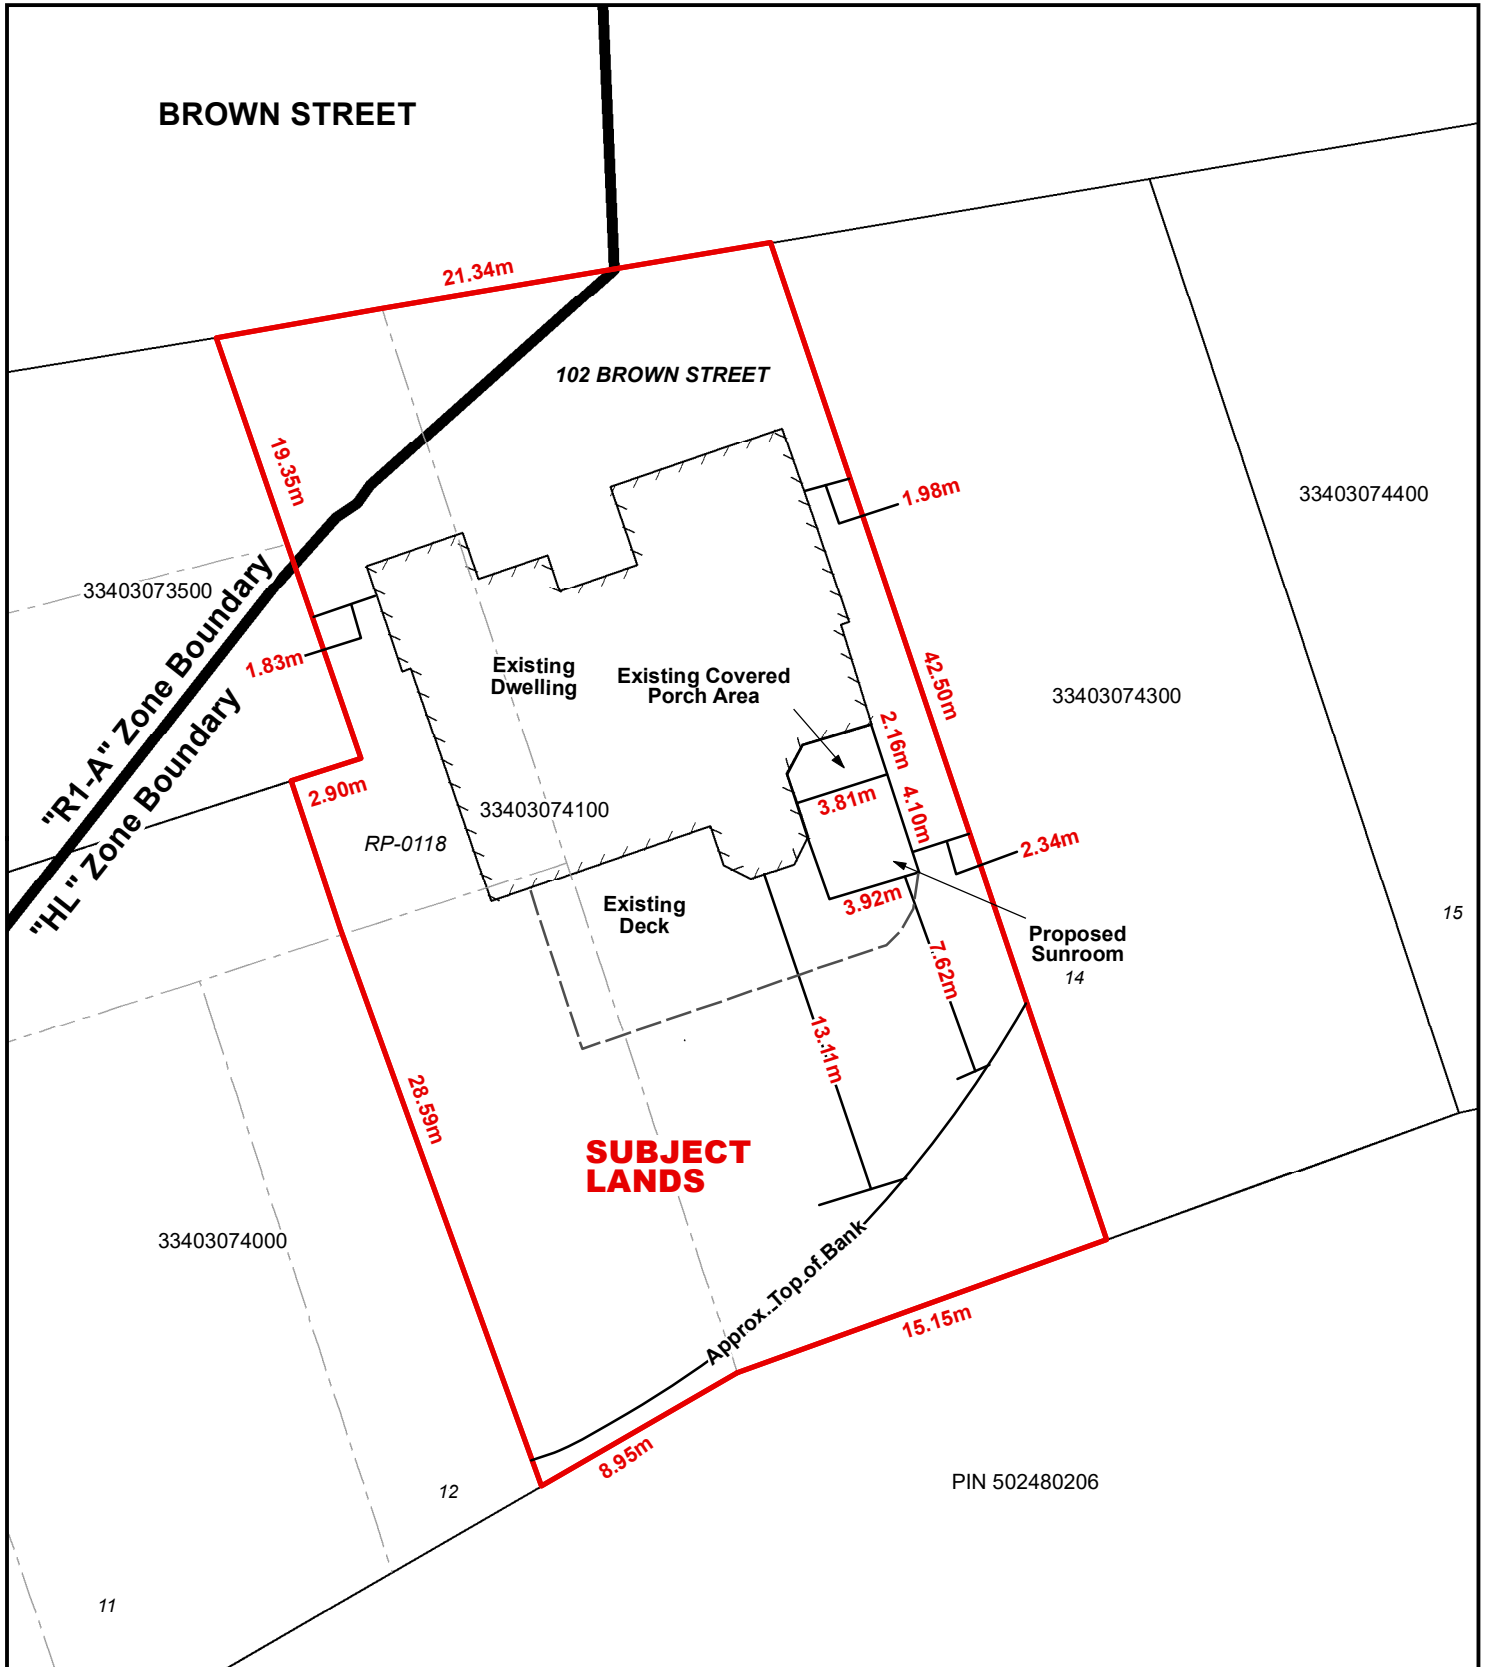 BROWN STREET
21.34m
102 BROWN STREET
19.35m
1.98m
33403074400
33403073500
"R1-A" Zone Boundary
"HL" Zone Boundary
1.83m
Existing
Dwelling
Existing Covered
Porch Area
42.50m
33403074300
2.16m
2.90m
33403074100
3.81m
4.10m
RP-0118
2.34m
3.92m
Existing
Deck
15
Proposed
Sunroom
14
7.62m
13.11m
28.59m
SUBJECT
LANDS
33403074000
Approx. Top of Bank
15.15m
8.95m
12
PIN 502480206
11